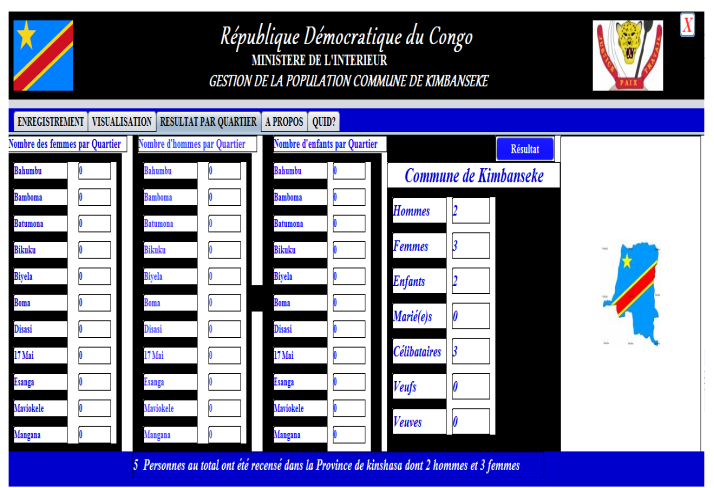 République Démocratique du Congo
MINISTERE DE L'INTERIEUR
GESTION DE LA POPULATION COMMUNE DE KIMBANSEKE
X
JUSTICE PAIX TRAVAIL
ENREGISTREMENT VISUALISATION RESULTAT PAR QUARTIER A PROPOS QUID?
Nombre des femmes par Quartier
Bahumbu 0
Bamboma 0
Batumona 0
Bikuku 0
Biyela 0
Boma 0
Disasi 0
17 Mai 0
Esanga 0
Maviokele 0
Mangana 0
Nombre d'hommes par Quartier
Bahumbu 0
Bamboma 0
Batumona 0
Bikuku 0
Biyela 0
Boma 0
Disasi 0
17 Mai 0
Esanga 0
Maviokele 0
Mangana 0
Nombre d'enfants par Quartier
Bahumbu 0
Bamboma 0
Batumona 0
Bikuku 0
Biyela 0
Boma 0
Disasi 0
17 Mai 0
Esanga 0
Maviokele 0
Mangana 0
Résultat
Commune de Kimbanseke
Hommes 2
Femmes 3
Enfants 2
Marié(e)s 0
Célibataires 3
Veufs 0
Veuves 0
5 Personnes au total ont été recensé dans la Province de kinshasa dont 2 hommes et 3 femmes